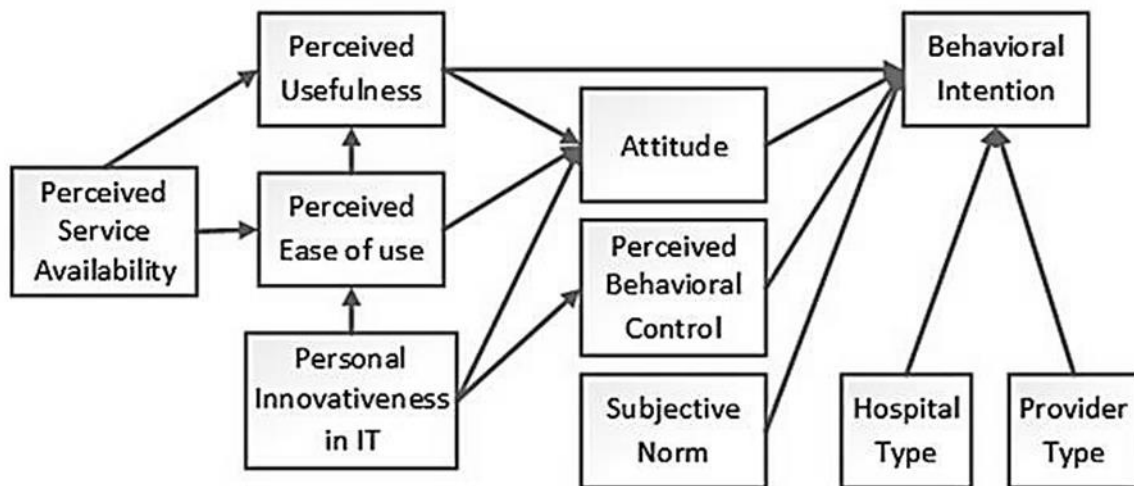 Perceived
Usefulness
Behavioral
Intention
Attitude
Perceived
Service
Availability
Perceived
Ease of use
Perceived
Behavioral
Control
Personal
Innovativeness
in IT
Subjective
Norm
Hospital
Type
Provider
Type